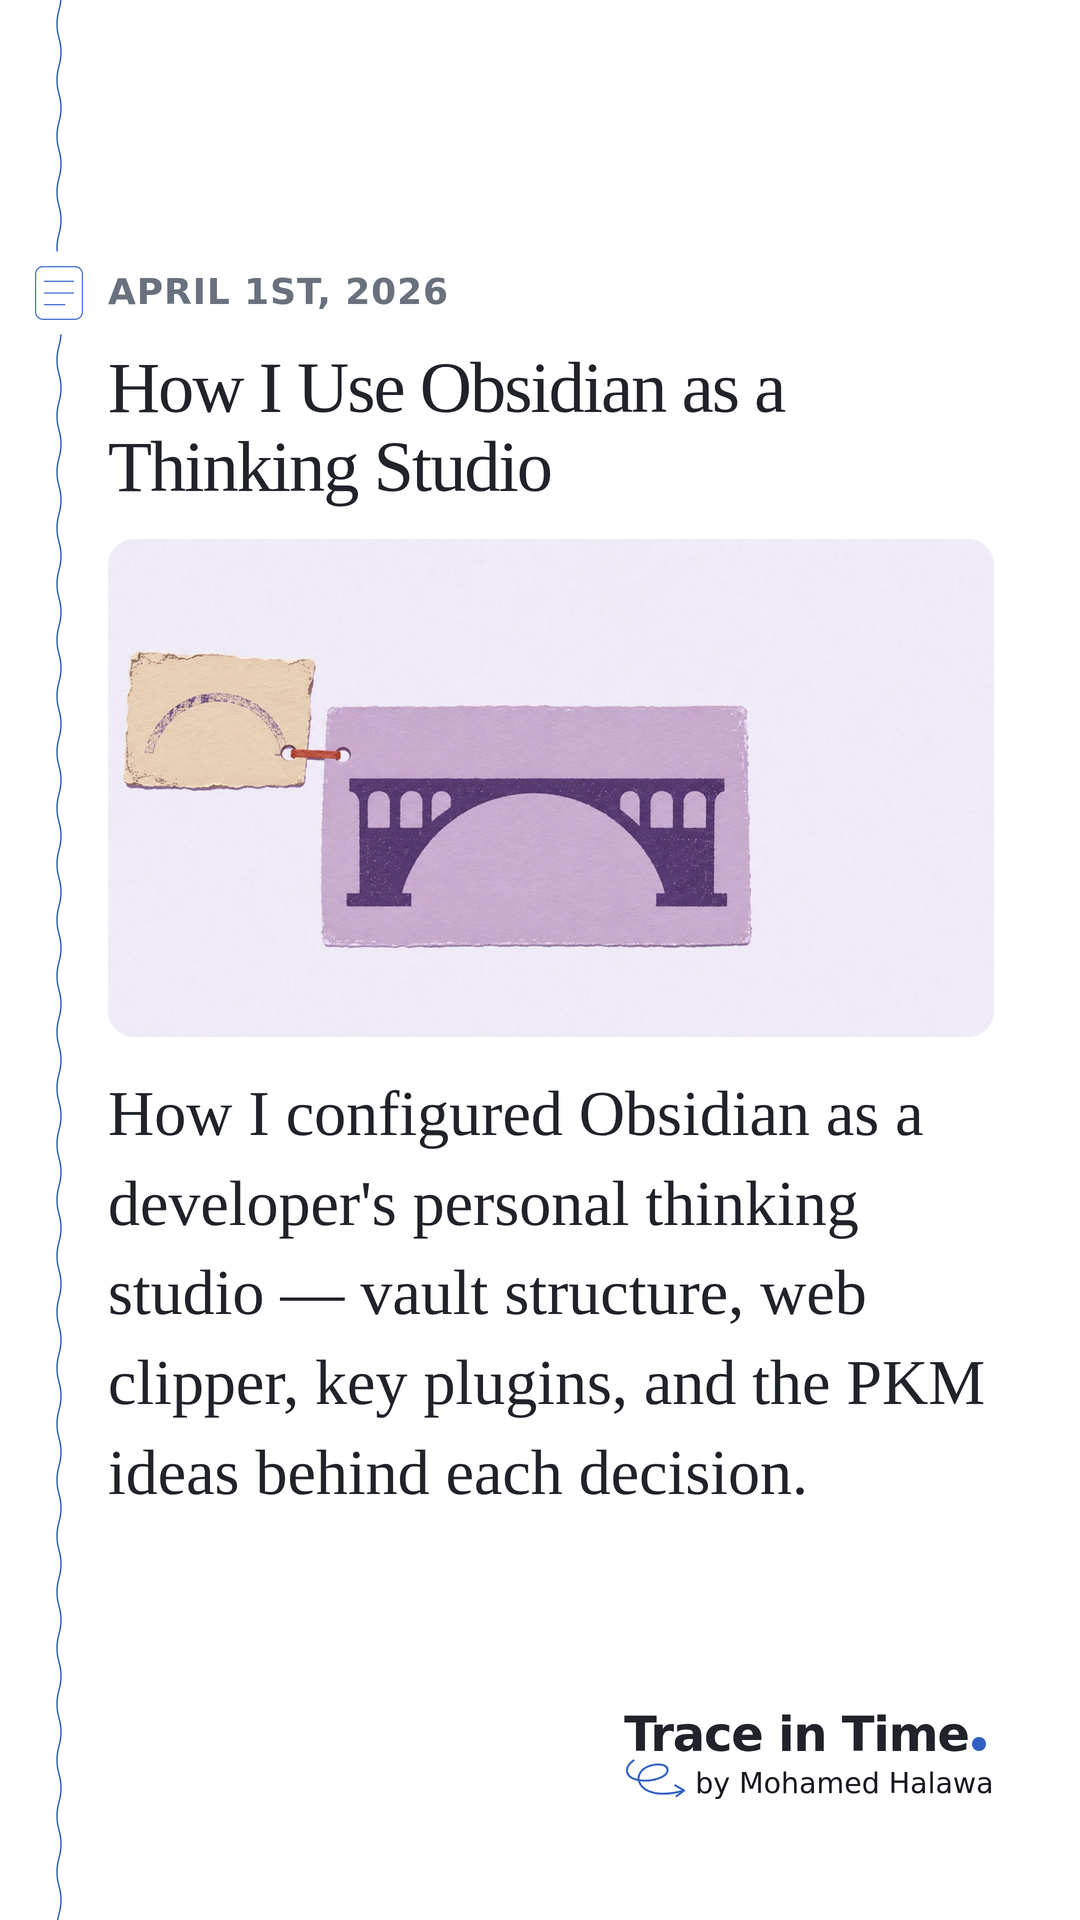 APRIL 1ST, 2026
How I Use Obsidian as a
Thinking Studio
How I configured Obsidian as a
developer's personal thinking
studio — vault structure, web
clipper, key plugins, and the PKM
ideas behind each decision.
Trace in Time.
by Mohamed Halawa